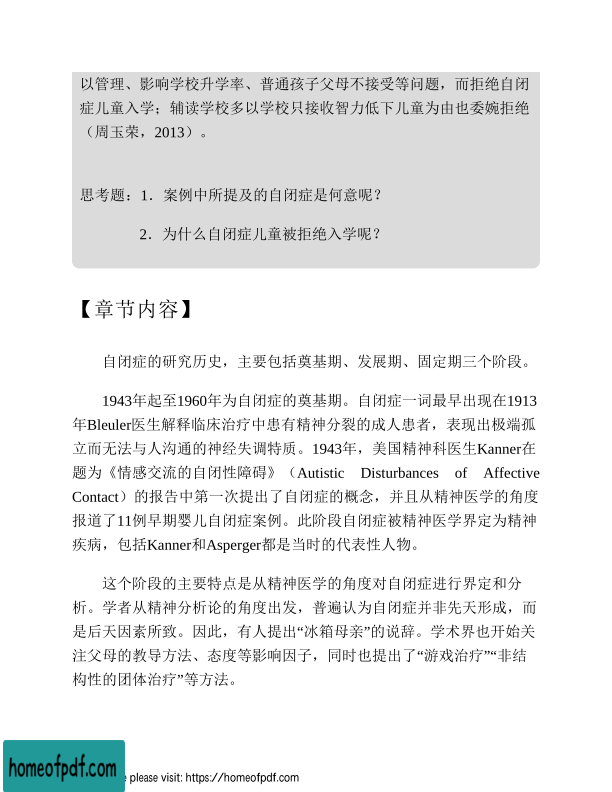 以管理、影响学校升学率、普通孩子父母不接受等问题，而拒绝自闭
症儿童入学；辅读学校多以学校只接收智力低下儿童为由也委婉拒绝
（周玉荣，2013）。
思考题：1．案例中所提及的自闭症是何意呢？
2．为什么自闭症儿童被拒绝入学呢？
【章节内容】
自闭症的研究历史，主要包括奠基期、发展期、固定期三个阶段。
1943年起至1960年为自闭症的奠基期。自闭症一词最早出现在1913
年Bleuler医生解释临床治疗中患有精神分裂的成人患者，表现出极端孤
立而无法与人沟通的神经失调特质。1943年，美国精神科医生Kanner在
题为《情感交流的自闭性障碍》（Autistic Disturbances of Affective
Contact）的报告中第一次提出了自闭症的概念，并且从精神医学的角度
报道了11例早期婴儿自闭症案例。此阶段自闭症被精神医学界定为精神
疾病，包括Kanner和Asperger都是当时的代表性人物。
这个阶段的主要特点是从精神医学的角度对自闭症进行界定和分
析。学者从精神分析论的角度出发，普遍认为自闭症并非先天形成，而
是后天因素所致。因此，有人提出“冰箱母亲”的说辞。学术界也开始关
注父母的教导方法、态度等影响因子，同时也提出了“游戏治疗”“非结
构性的团体治疗”等方法。
homeofpdf.com
please visit: https://homeofpdf.com